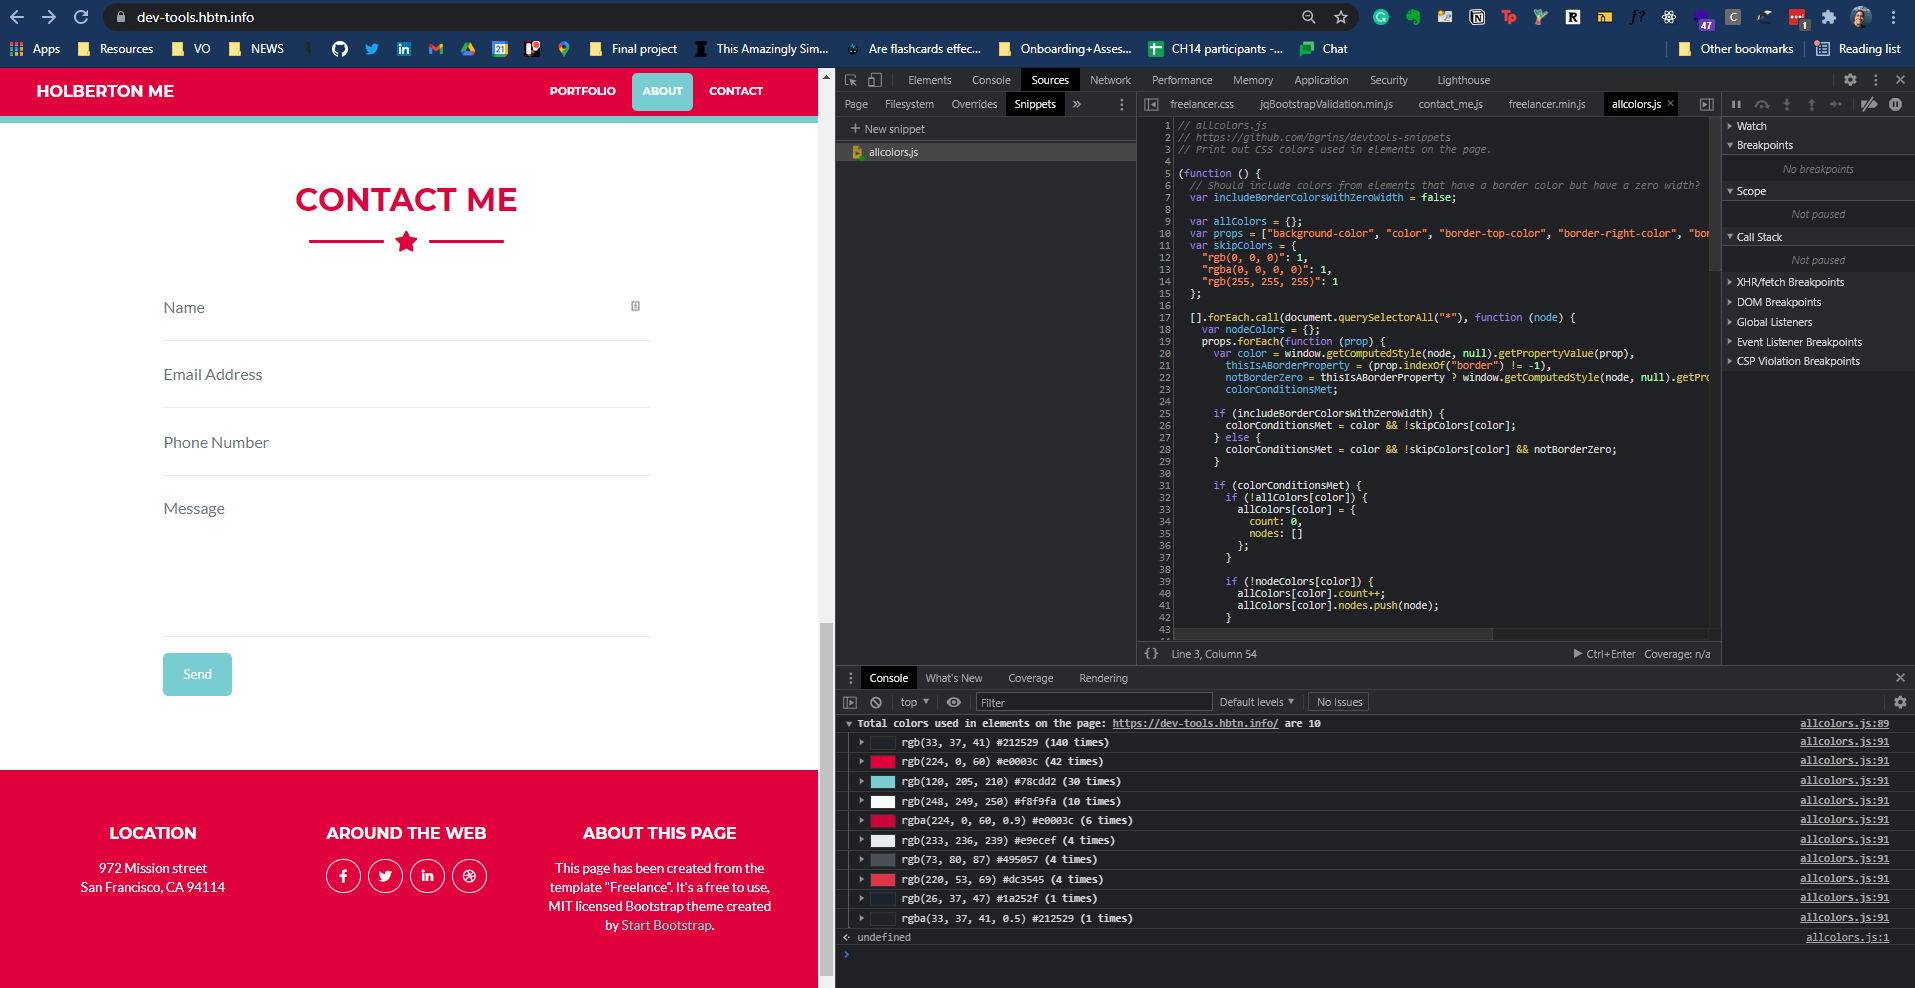 dev-tools.hbtn.info
47
1
Apps
Resources
VO
NEWS
21
Final project
This Amazingly Sim...
Are flashcards effec...
Onboarding+Asses...
CH14 participants -...
Chat
Other bookmarks
Reading list
HOLBERTON ME
PORTFOLIO
ABOUT
CONTACT
CONTACT ME
Name
Email Address
Phone Number
Message
Send
LOCATION
972 Mission street
San Francisco, CA 94114
AROUND THE WEB
ABOUT THIS PAGE
This page has been created from the
template "Freelance". It's a free to use,
MIT licensed Bootstrap theme created
by Start Bootstrap.
Elements Console Sources Network Performance Memory Application Security Lighthouse
Page Filesystem Overrides Snippets »
+ New snippet
allcolors.js
freelancer.css jqBootstrapValidation.min.js contact_me.js freelancer.min.js allcolors.js ×
1 // allcolors.js
2 // https://github.com/bgrins/devtools-snippets
3 // Print out CSS colors used in elements on the page.
4
5 (function () {
6 // Should include colors from elements that have a border color but have a zero width?
7 var includeBorderColorsWithZeroWidth = false;
8
9 var allColors = {};
10 var props = ["background-color", "color", "border-top-color", "border-right-color", "bor
11 var skipColors = {
12 "rgb(0, 0, 0)": 1,
13 "rgba(0, 0, 0, 0)": 1,
14 "rgb(255, 255, 255)": 1
15 };
16
17 [].forEach.call(document.querySelectorAll("*"), function (node) {
18 var nodeColors = {};
19 props.forEach(function (prop) {
20 var color = window.getComputedStyle(node, null).getPropertyValue(prop),
21 thisIsABorderProperty = (prop.indexOf("border") != -1),
22 notBorderZero = thisIsABorderProperty ? window.getComputedStyle(node, null).getPro
23 colorConditionsMet;
24
25 if (includeBorderColorsWithZeroWidth) {
26 colorConditionsMet = color && !skipColors[color];
27 } else {
28 colorConditionsMet = color && !skipColors[color] && notBorderZero;
29 }
30
31 if (colorConditionsMet) {
32 if (!allColors[color]) {
33 allColors[color] = {
34 count: 0,
35 nodes: []
36 };
37 }
38
39 if (!nodeColors[color]) {
40 allColors[color].count++;
41 allColors[color].nodes.push(node);
42 }
43
{} Line 3, Column 54
Ctrl+Enter Coverage: n/a
Watch
Breakpoints
No breakpoints
Scope
Not paused
Call Stack
Not paused
XHR/fetch Breakpoints
DOM Breakpoints
Global Listeners
Event Listener Breakpoints
CSP Violation Breakpoints
Console What's New Coverage Rendering
top Filter Default levels No Issues
Total colors used in elements on the page: https://dev-tools.hbtn.info/ are 10 allcolors.js:89
rgb(33, 37, 41) #212529 (140 times) allcolors.js:91
rgb(224, 0, 60) #e0003c (42 times) allcolors.js:91
rgb(120, 205, 210) #78cdd2 (30 times) allcolors.js:91
rgb(248, 249, 250) #f8f9fa (10 times) allcolors.js:91
rgba(224, 0, 60, 0.9) #e0003c (6 times) allcolors.js:91
rgb(233, 236, 239) #e9ecef (4 times) allcolors.js:91
rgb(73, 80, 87) #495057 (4 times) allcolors.js:91
rgb(220, 53, 69) #dc3545 (4 times) allcolors.js:91
rgb(26, 37, 47) #1a252f (1 times) allcolors.js:91
rgba(33, 37, 41, 0.5) #212529 (1 times) allcolors.js:91
undefined allcolors.js:1